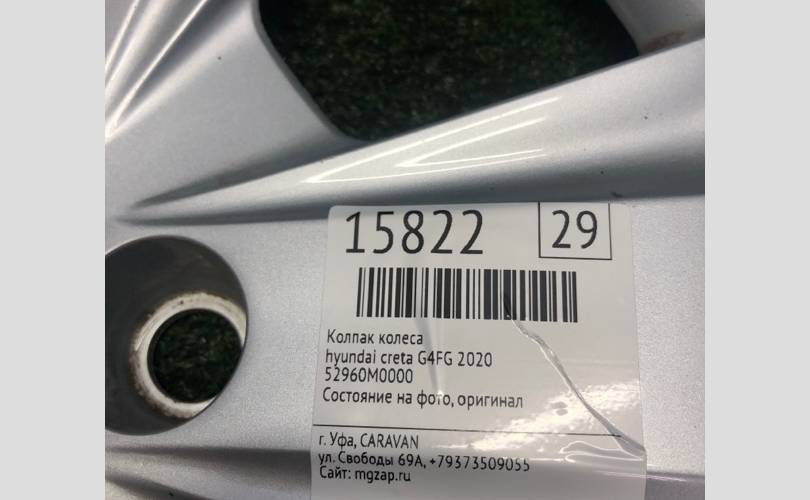 15822 29
Колпак колеса
hyundai creta G4FG 2020
52960M0000
Состояние на фото, оригинал
г. Уфа, CARAVAN
ул. Свободы 69А, +79373509055
Сайт: mgzap.ru